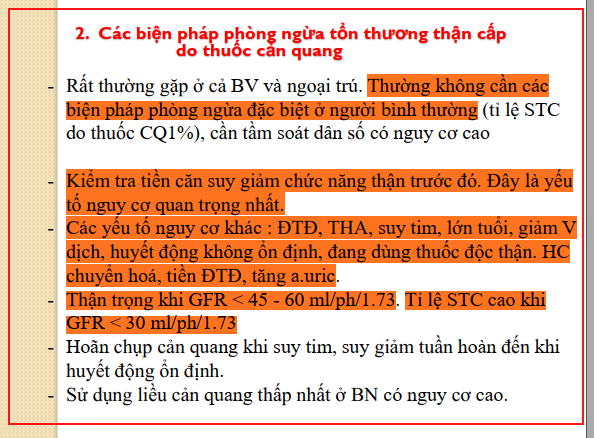 2. Các biện pháp phòng ngừa tổn thương thận cấp
do thuốc cản quang
- Rất thường gặp ở cả BV và ngoại trú. Thường không cần các
biện pháp phòng ngừa đặc biệt ở người bình thường (tỉ lệ STC
do thuốc CQ1%), cần tầm soát dân số có nguy cơ cao
- Kiểm tra tiền căn suy giảm chức năng thận trước đó. Đây là yếu
tố nguy cơ quan trọng nhất.
- Các yếu tố nguy cơ khác : ĐTĐ, THA, suy tim, lớn tuổi, giảm V
dịch, huyết động không ổn định, đang dùng thuốc độc thận. HC
chuyển hoá, tiền ĐTĐ, tăng a.uric.
- Thận trọng khi GFR < 45 - 60 ml/ph/1.73. Tỉ lệ STC cao khi
GFR < 30 ml/ph/1.73
- Hoãn chụp cản quang khi suy tim, suy giảm tuần hoàn đến khi
huyết động ổn định.
- Sử dụng liều cản quang thấp nhất ở BN có nguy cơ cao.